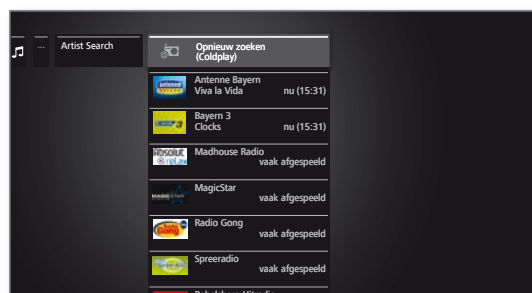 ...
Artist Search
Opnieuw zoeken
(Coldplay)
Antenne Bayern
Viva la Vida nu (15:31)
Bayern 3
Clocks nu (15:31)
Madhouse Radio
vaak afgespeeld
MagicStar
vaak afgespeeld
Radio Gong
vaak afgespeeld
Spreeradio
vaak afgespeeld